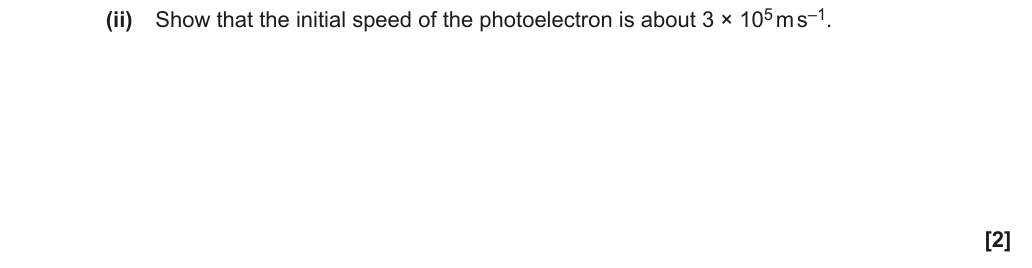 (ii) Show that the initial speed of the photoelectron is about 3 × 10⁵ m s⁻¹.
[2]